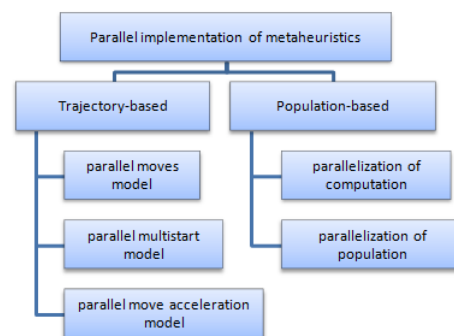 Parallel implementation of metaheuristics
Trajectory-based
Population-based
parallel moves
model
parallel multistart
model
parallel move acceleration
model
parallelization of
computation
parallelization of
population